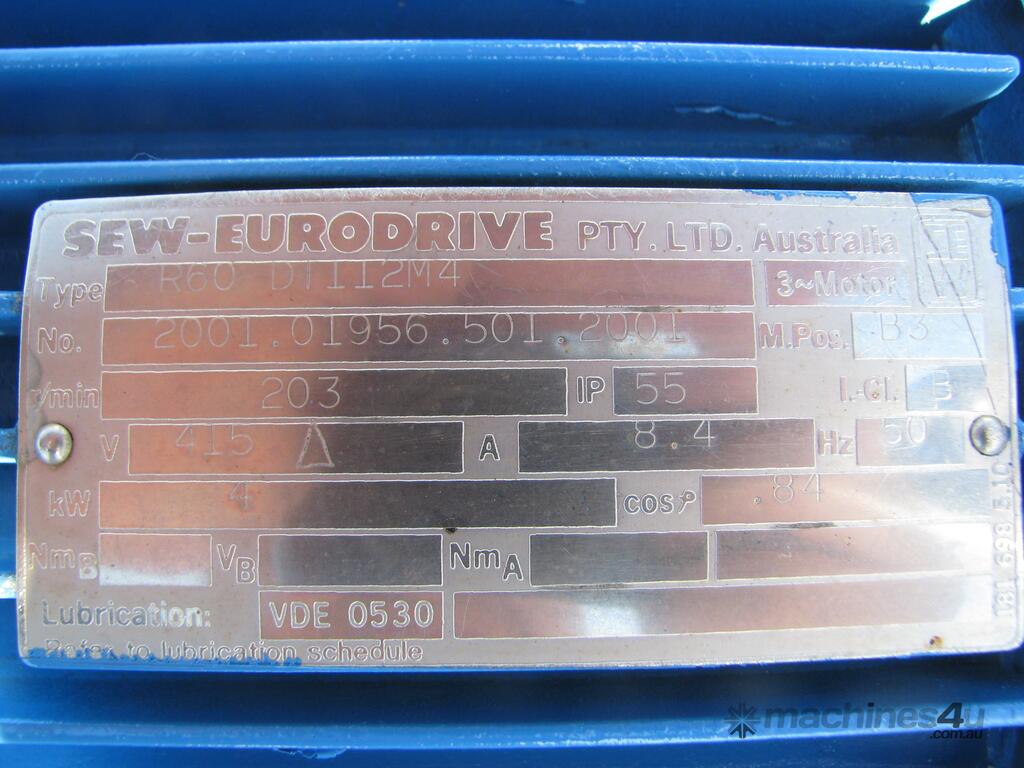 SEW-EURODRIVE PTY. LTD. Australia SEW
Type R60 DT112M4 3~Motor
No. 2001.01956.501.2001 M.Pos. B3
r/min 203 IP 55 I.-Cl. B
V 415 △ A 8.4 Hz 50
kW 4 cosφ .84
NmB VB NmA
Lubrication: VDE 0530
Refer to lubrication schedule
181 698 5.10
machines4u
.com.au